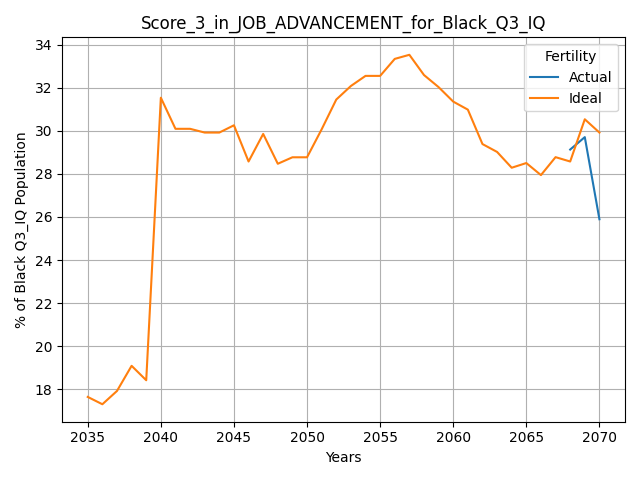 Score_3_in_JOB_ADVANCEMENT_for_Black_Q3_IQ
Fertility
Actual
Ideal
% of Black Q3_IQ Population
34
32
30
28
26
24
22
20
18
2035 2040 2045 2050 2055 2060 2065 2070
Years